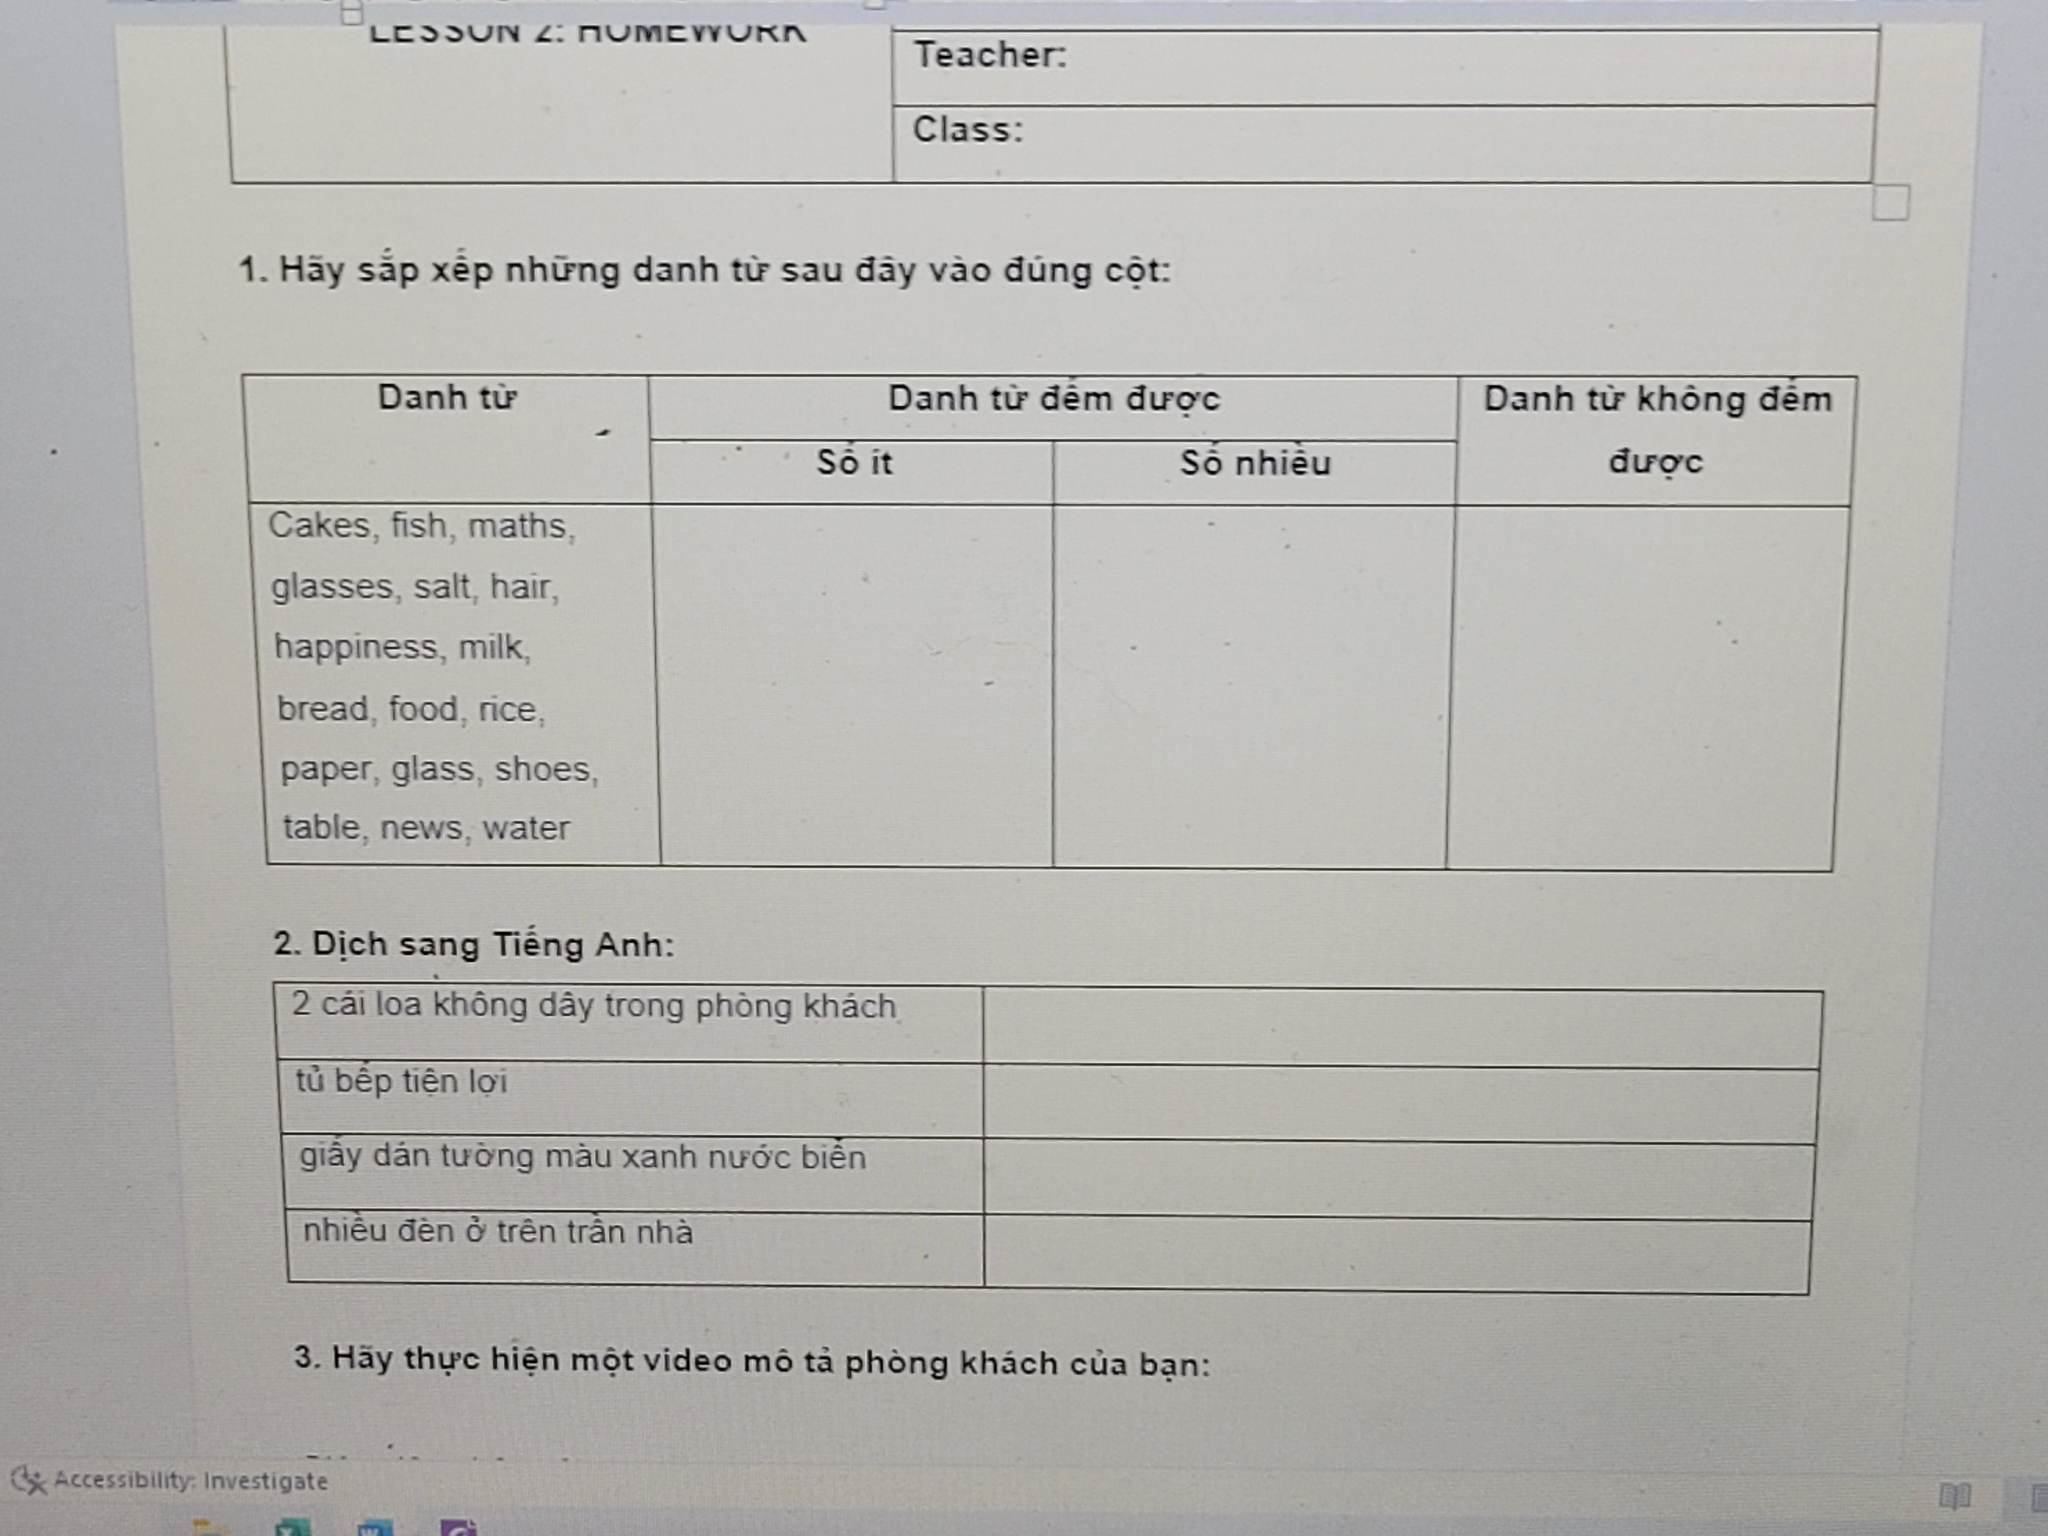 LESSON 2: HOMEWORK
Teacher:
Class:
1. Hãy sắp xếp những danh từ sau đây vào đúng cột:
Danh từ
Danh từ đếm được
Danh từ không đếm
được
Số ít
Số nhiều
Cakes, fish, maths,
glasses, salt, hair,
happiness, milk,
bread, food, rice,
paper, glass, shoes,
table, news, water
2. Dịch sang Tiếng Anh:
2 cái loa không dây trong phòng khách
tủ bếp tiện lợi
giấy dán tường màu xanh nước biển
nhiều đèn ở trên trần nhà
3. Hãy thực hiện một video mô tả phòng khách của bạn:
Accessibility: Investigate